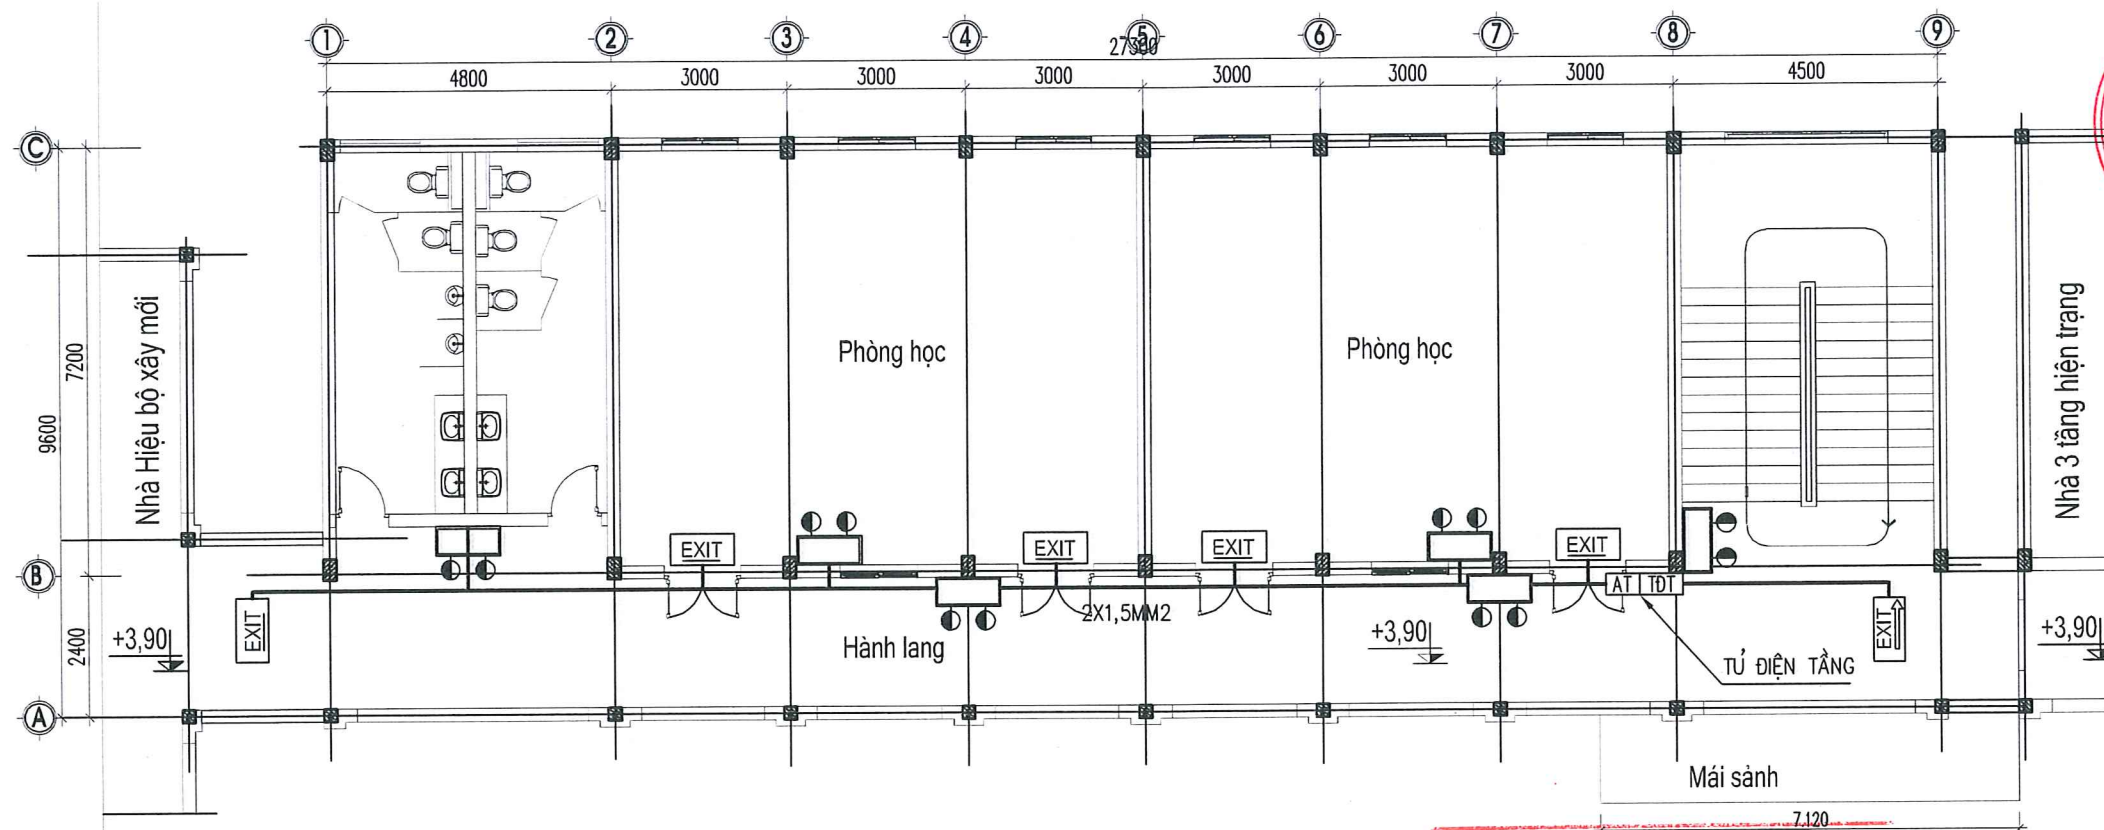 1 2 3 4 5 6 7 8 9
27300
4800 3000 3000 3000 3000 3000 3000 4500
C
Nhà Hiệu bộ xây mới
9600
7200
Phòng học
Phòng học
Nhà 3 tầng hiện trạng
EXIT EXIT EXIT EXIT
B
AT TĐT
2X1,5MM2
EXIT
EXIT
2400
+3,90
Hành lang
+3,90
+3,90
TỦ ĐIỆN TẦNG
A
Mái sảnh
7.120